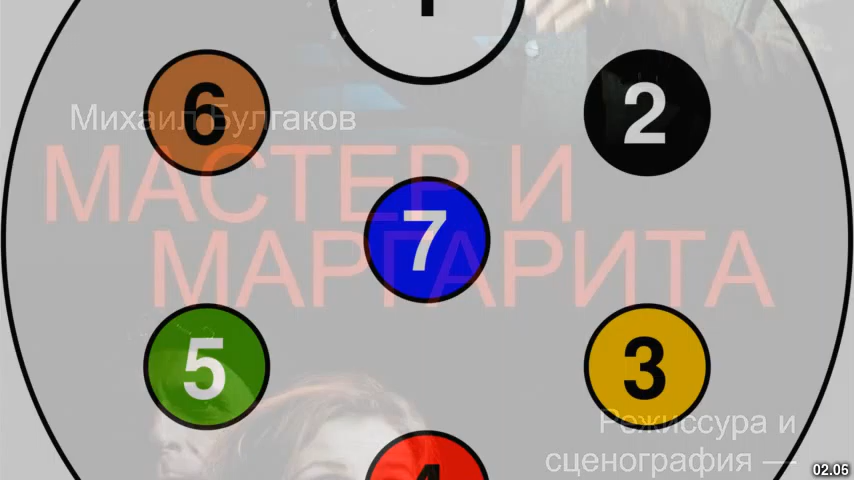 1
6
2
Михаил Булгаков
МАСТЕР И
7
МАРГАРИТА
5
3
Режиссура и
4
сценография —
02.06